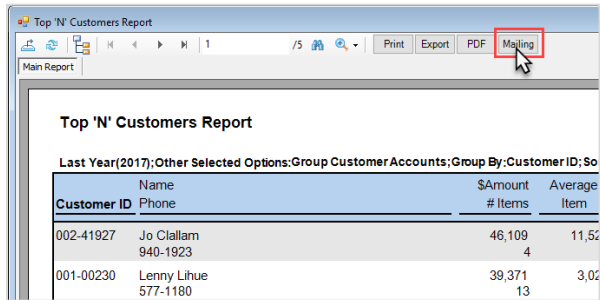 Top 'N' Customers Report
1 /5 Print Export PDF Mailing
Main Report
Top 'N' Customers Report
Last Year(2017);Other Selected Options:Group Customer Accounts;Group By:Customer ID;So
Name $Amount Average
Customer ID Phone # Items Item
002-41927 Jo Clallam 46,109 11,52
940-1923 4
001-00230 Lenny Lihue 39,371 3,02
577-1180 13